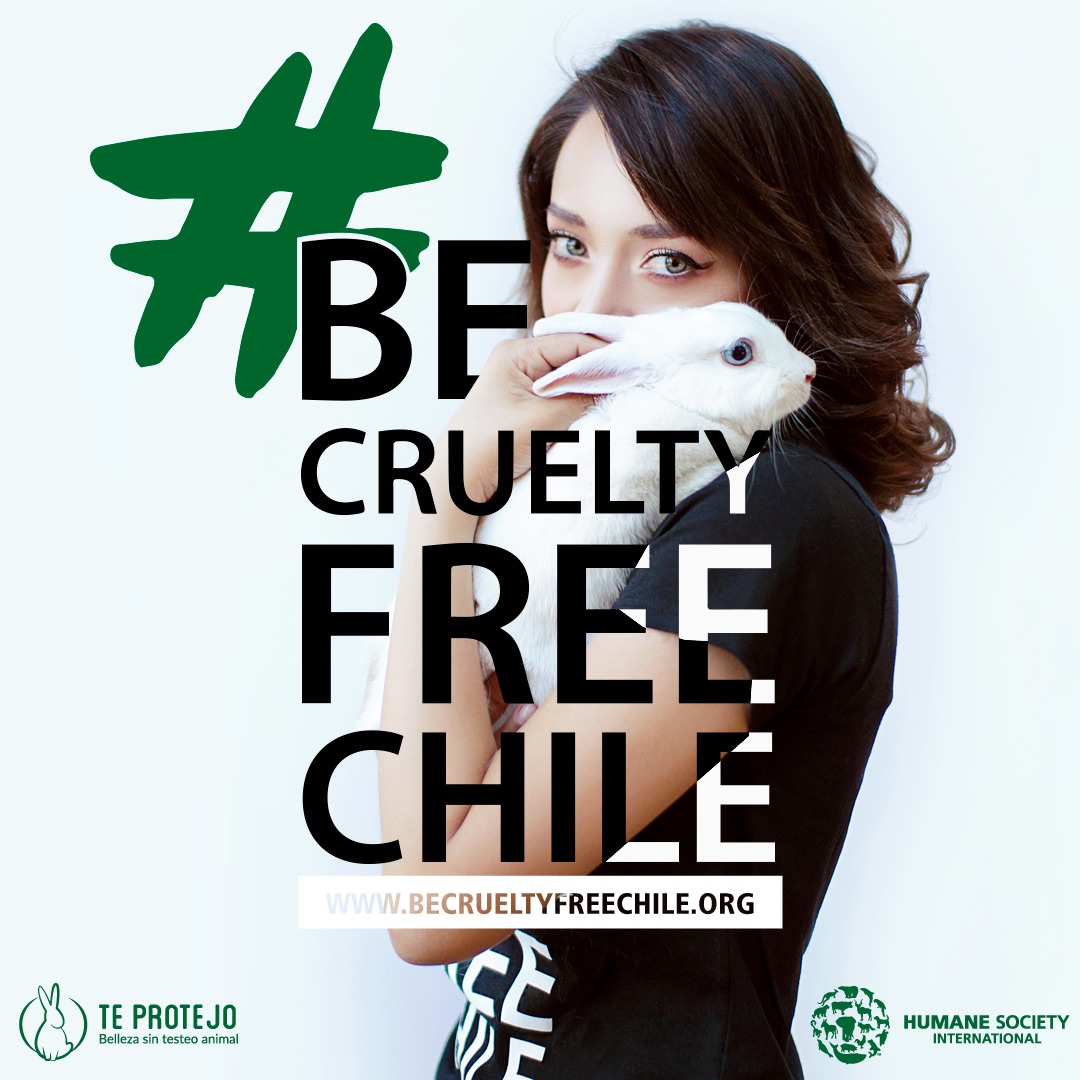 #BE
CRUELTY
FREE
CHILE
WWW.BECRUELTYFREECHILE.ORG
TE PROTEJO
Belleza sin testeo animal
HUMANE SOCIETY
INTERNATIONAL